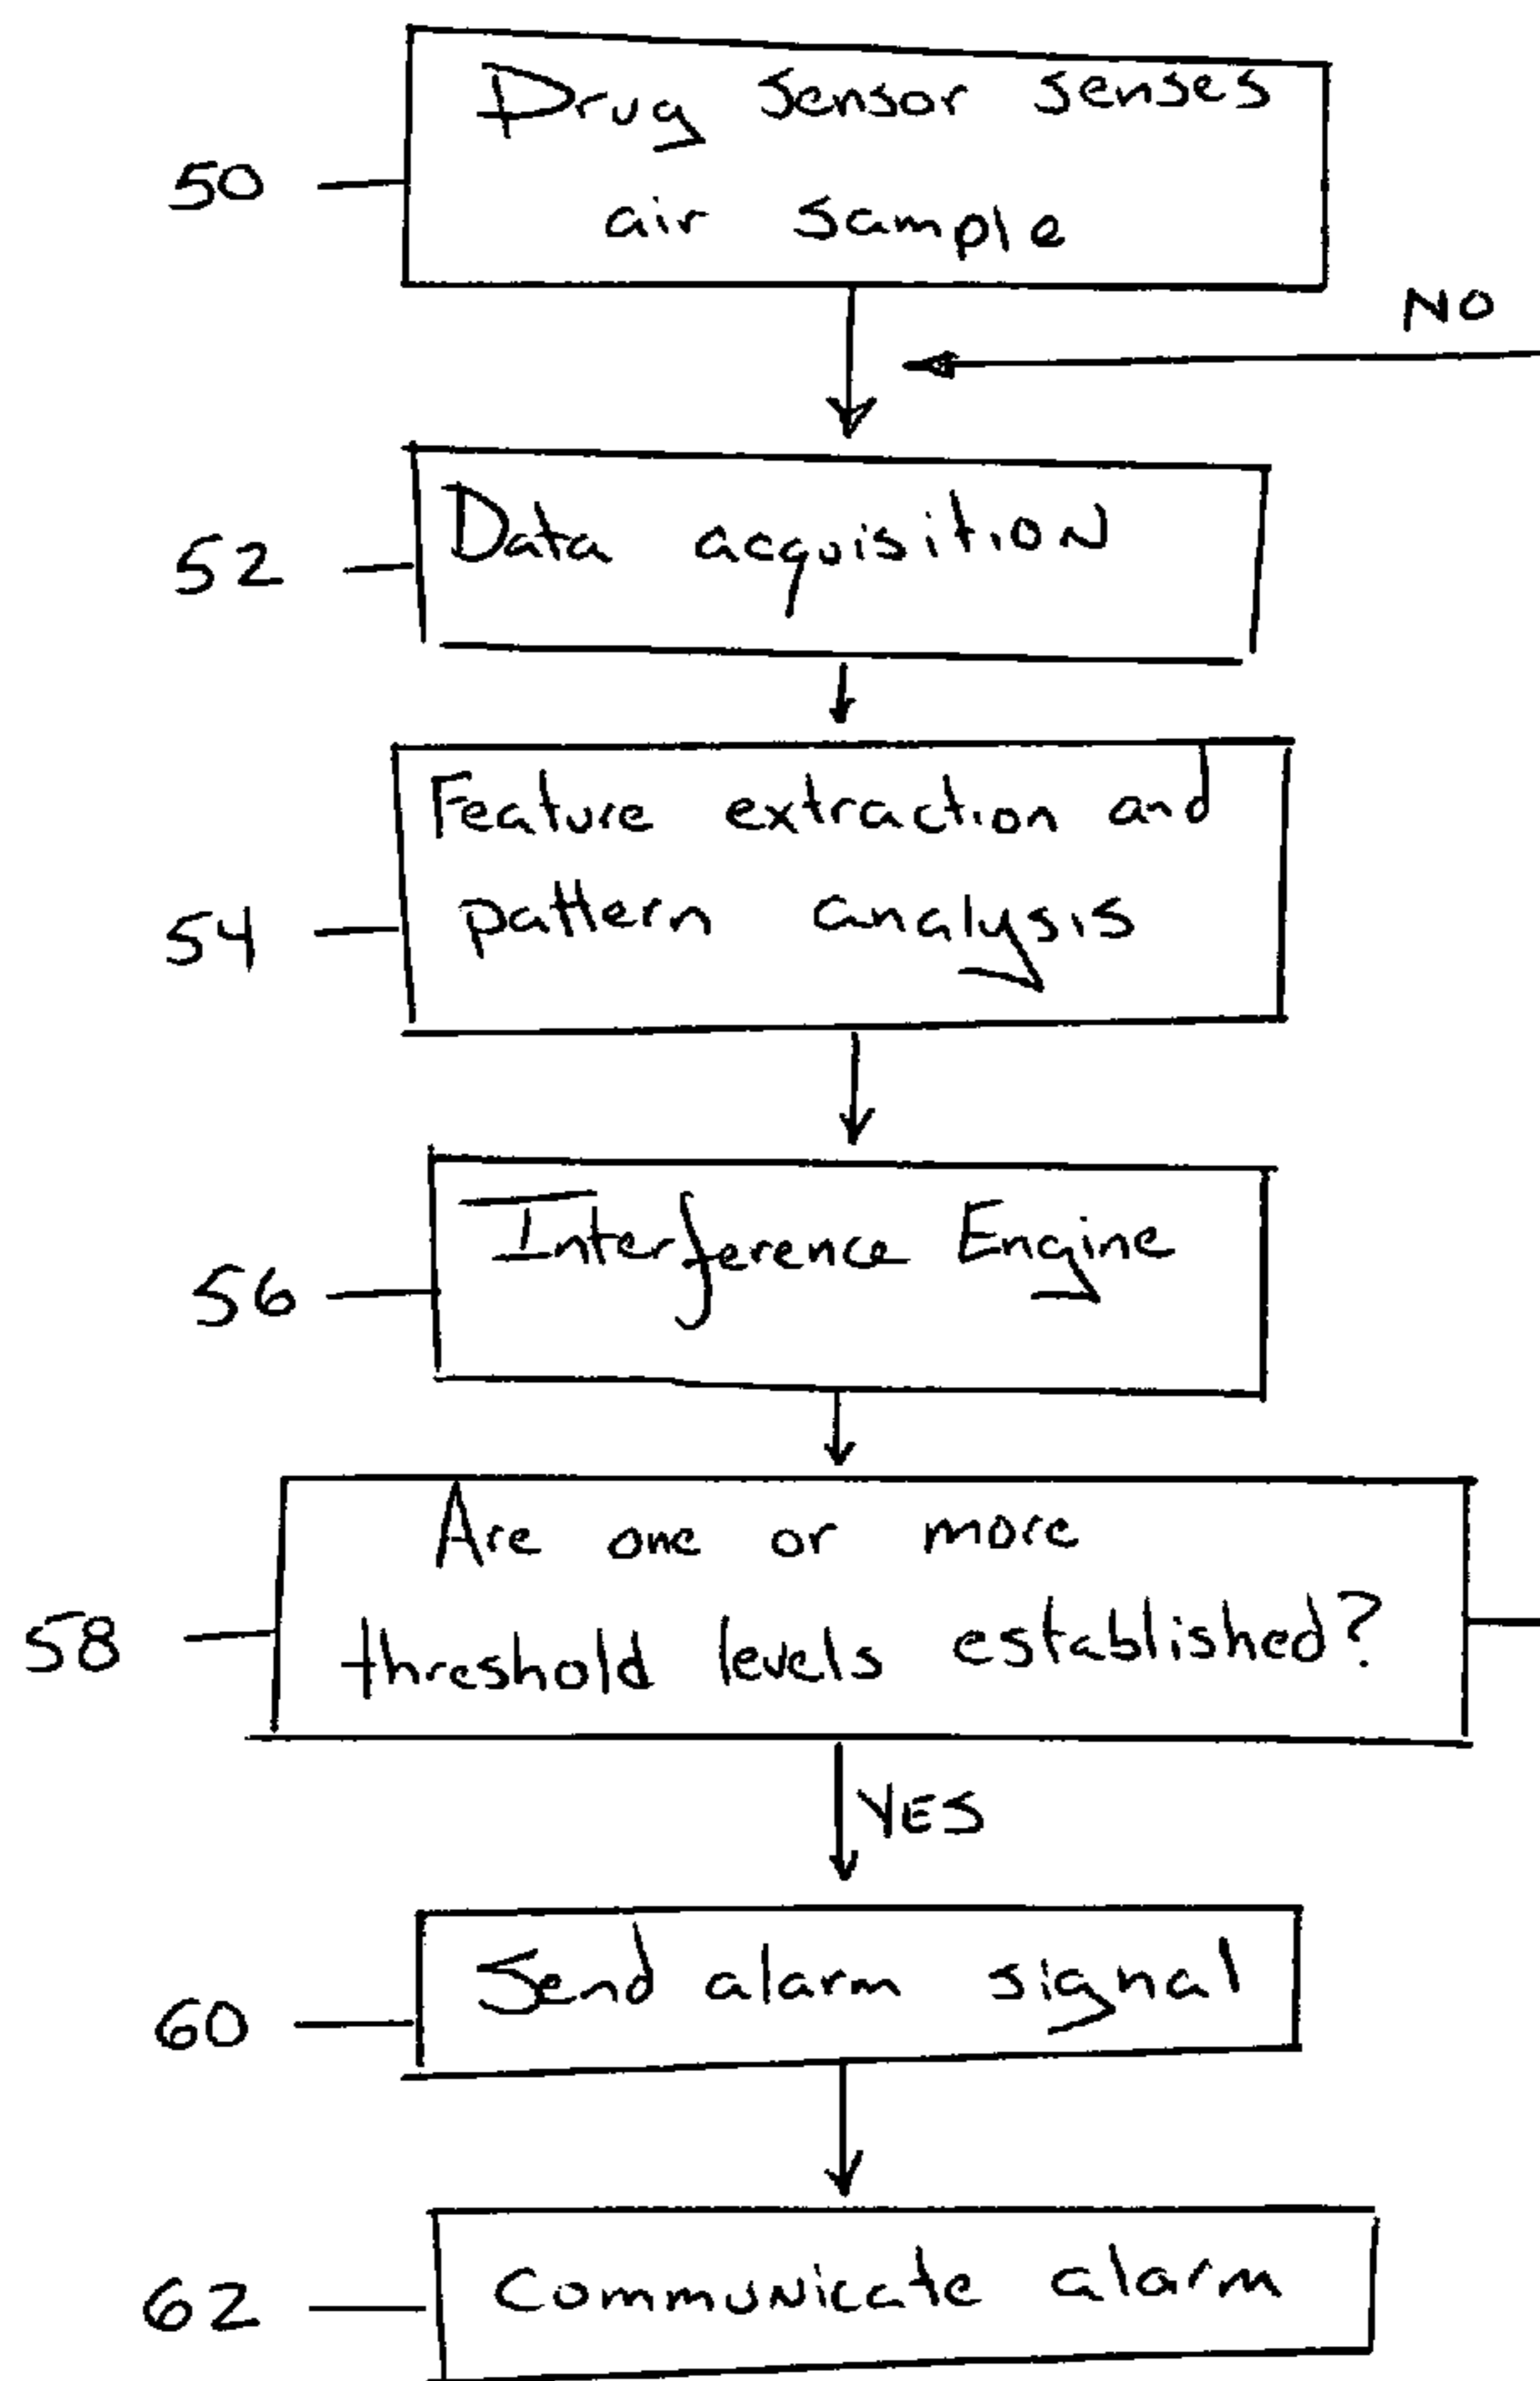 Drug Sensor senses
50
air sample
NO
Data acquisition
52
Feature extraction and
pattern analysis
54
Interference Engine
56
Are one or more
threshold levels established?
58
YES
Send alarm signal
60
Communicate alarm
62